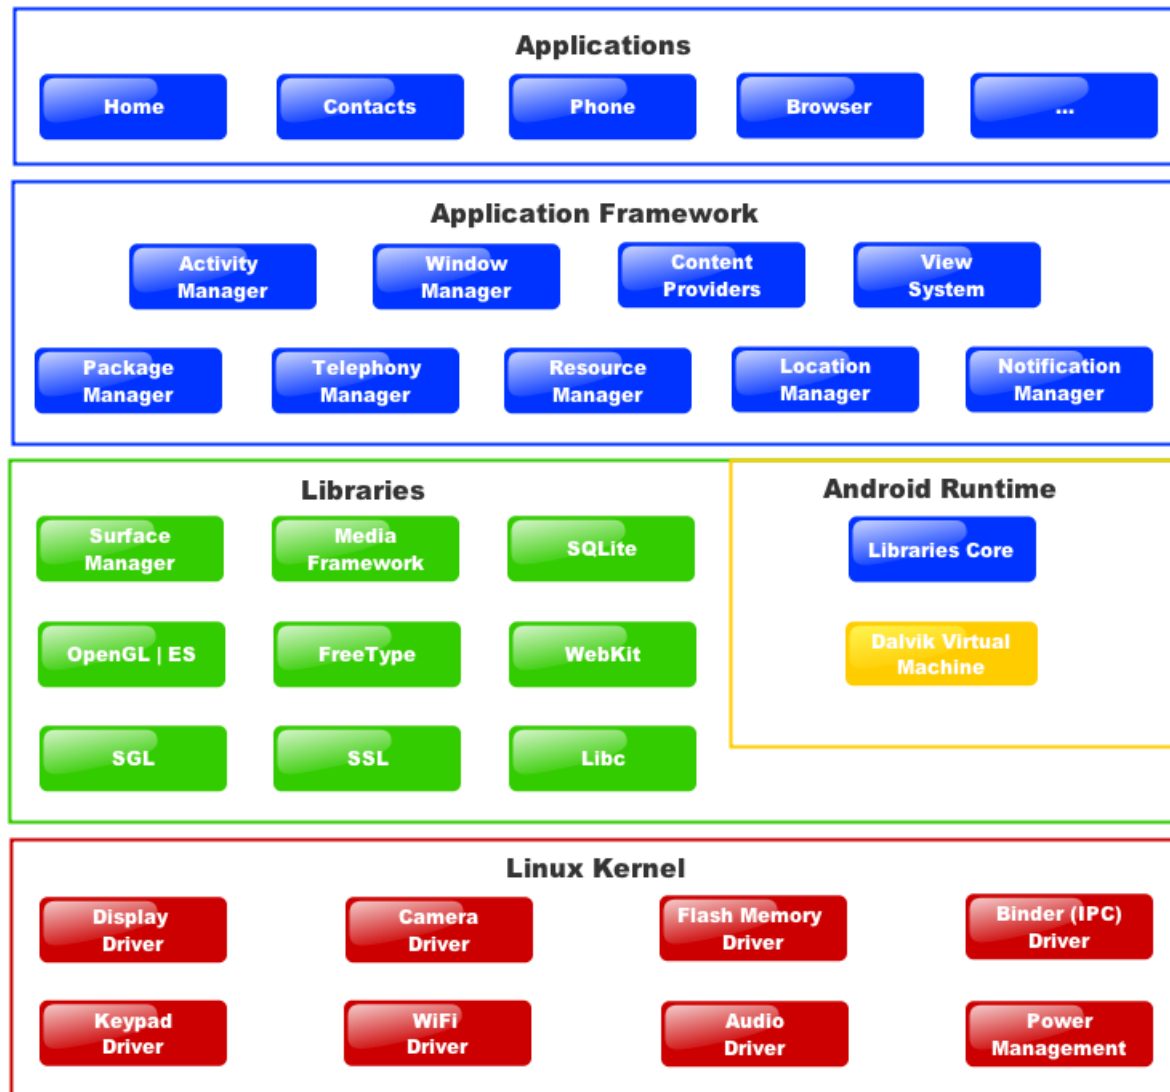 Applications
Home
Contacts
Phone
Browser
...
Application Framework
Activity
Manager
Window
Manager
Content
Providers
View
System
Package
Manager
Telephony
Manager
Resource
Manager
Location
Manager
Notification
Manager
Libraries
Surface
Manager
Media
Framework
SQLite
OpenGL | ES
FreeType
WebKit
SGL
SSL
Libc
Android Runtime
Libraries Core
Dalvik Virtual
Machine
Linux Kernel
Display
Driver
Camera
Driver
Flash Memory
Driver
Binder (IPC)
Driver
Keypad
Driver
WiFi
Driver
Audio
Driver
Power
Management